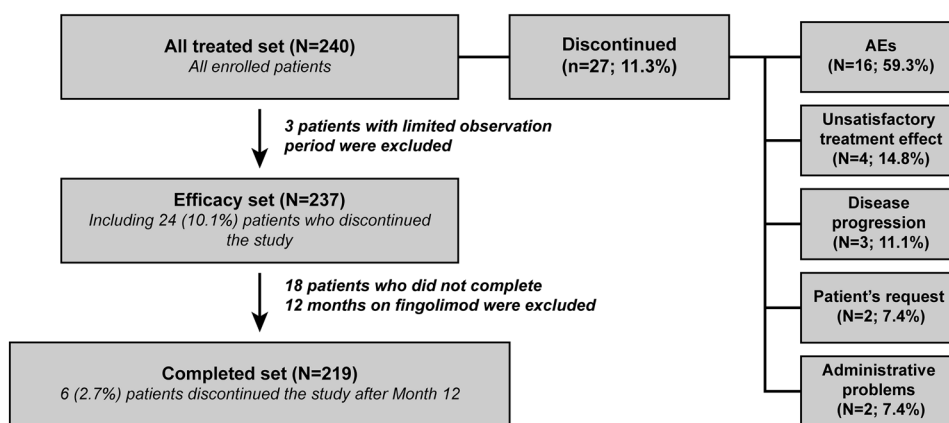 All treated set (N=240)
All enrolled patients
Discontinued
(n=27; 11.3%)
AEs
(N=16; 59.3%)
3 patients with limited observation
period were excluded
Unsatisfactory
treatment effect
(N=4; 14.8%)
Efficacy set (N=237)
Including 24 (10.1%) patients who discontinued
the study
Disease
progression
(N=3; 11.1%)
18 patients who did not complete
12 months on fingolimod were excluded
Patient’s request
(N=2; 7.4%)
Completed set (N=219)
6 (2.7%) patients discontinued the study after Month 12
Administrative
problems
(N=2; 7.4%)